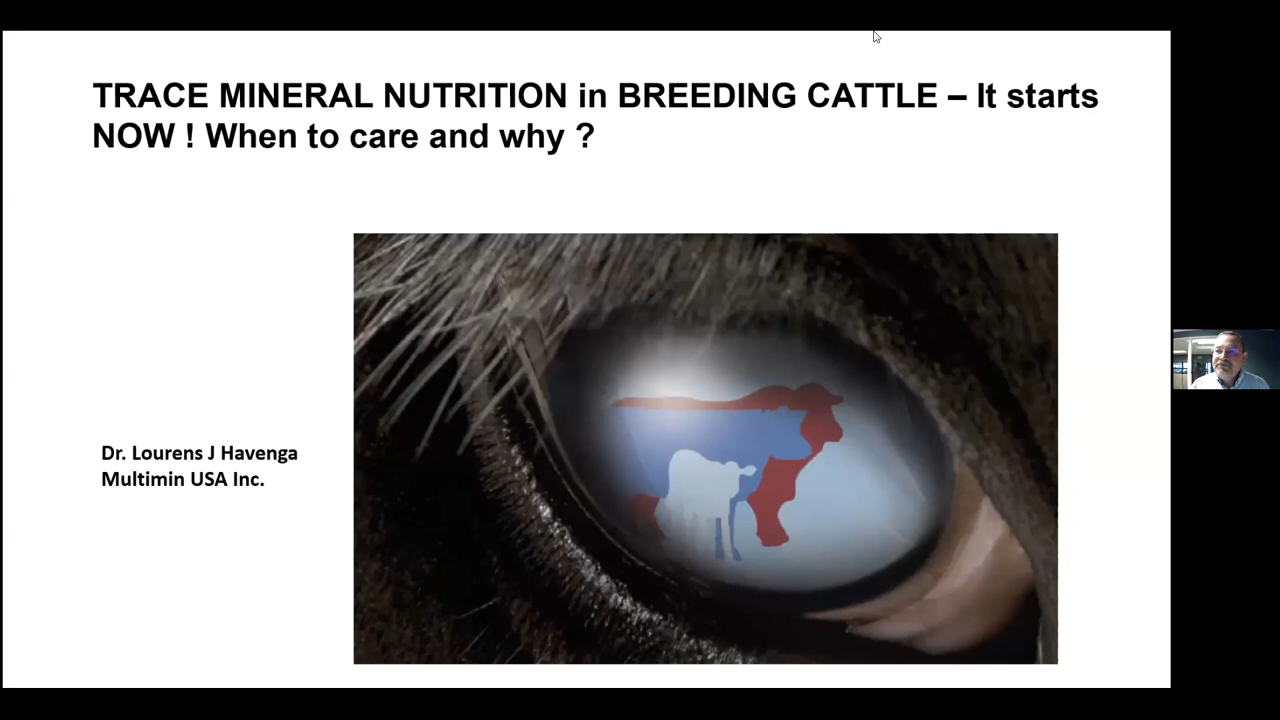 TRACE MINERAL NUTRITION in BREEDING CATTLE – It starts
NOW ! When to care and why ?
Dr. Lourens J Havenga
Multimin USA Inc.